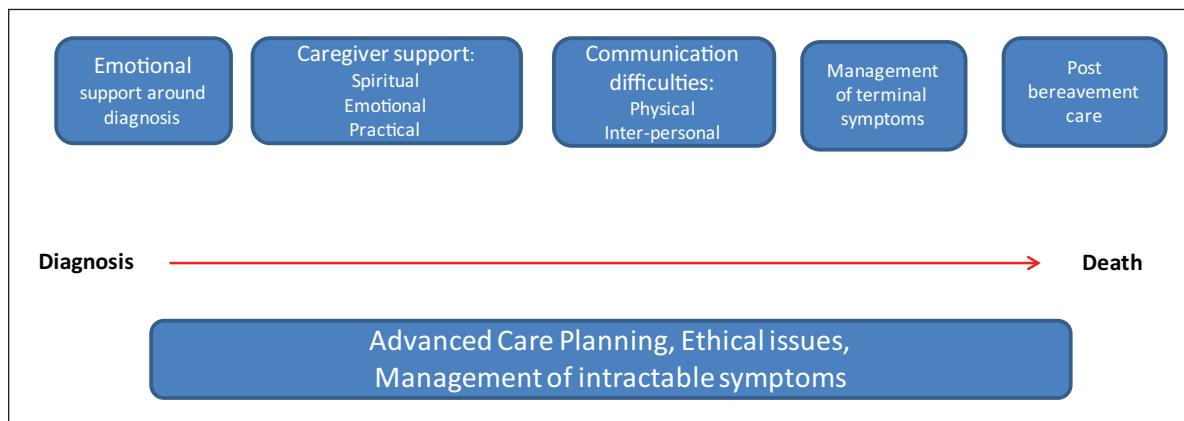 Emotional
support around
diagnosis
Caregiver support:
Spiritual
Emotional
Practical
Communication
difficulties:
Physical
Inter-personal
Management
of terminal
symptoms
Post
bereavement
care
Diagnosis
Death
Advanced Care Planning, Ethical issues,
Management of intractable symptoms